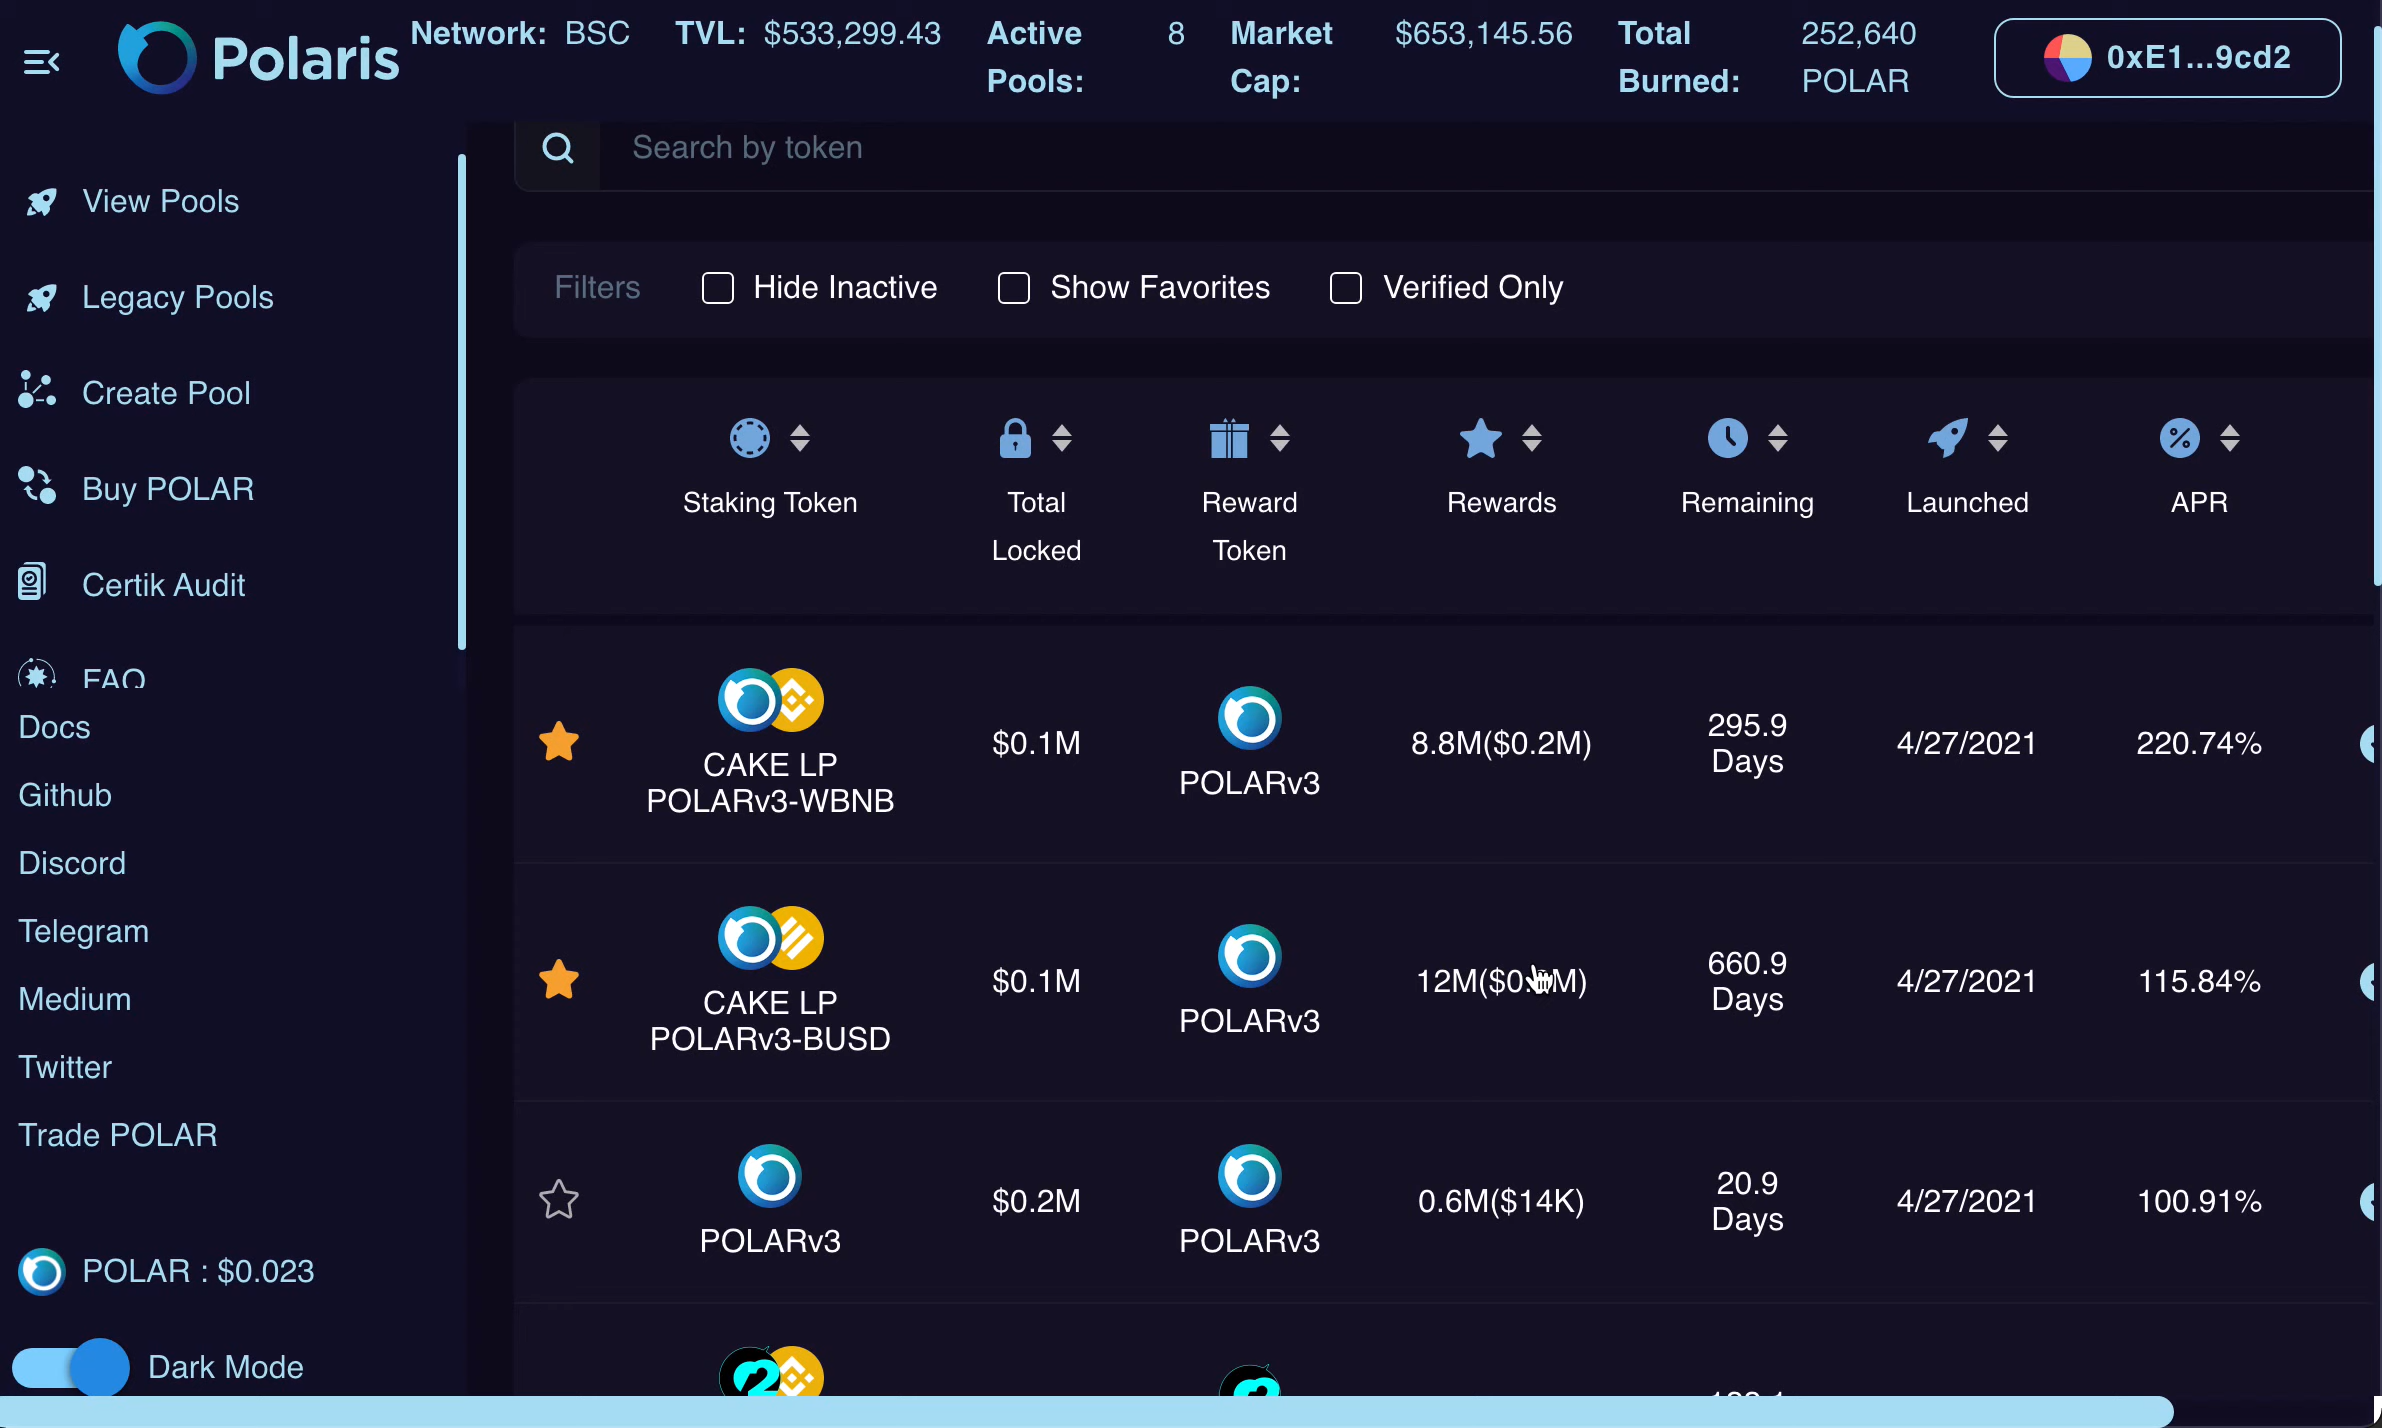 Polaris
Network: BSC
TVL: $533,299.43
Active Pools: 8
Market Cap: $653,145.56
Total Burned: 252,640 POLAR
0xE1...9cd2
View Pools
Legacy Pools
Create Pool
Buy POLAR
Certik Audit
FAQ
Docs
Github
Discord
Telegram
Medium
Twitter
Trade POLAR
POLAR : $0.023
Dark Mode
Search by token
Filters
Hide Inactive
Show Favorites
Verified Only
Staking Token
Total Locked
Reward Token
Rewards
Remaining
Launched
APR
CAKE LP
POLARv3-WBNB
$0.1M
POLARv3
8.8M($0.2M)
295.9
Days
4/27/2021
220.74%
CAKE LP
POLARv3-BUSD
$0.1M
POLARv3
660.9
Days
4/27/2021
115.84%
POLARv3
$0.2M
POLARv3
0.6M($14K)
20.9
Days
4/27/2021
100.91%